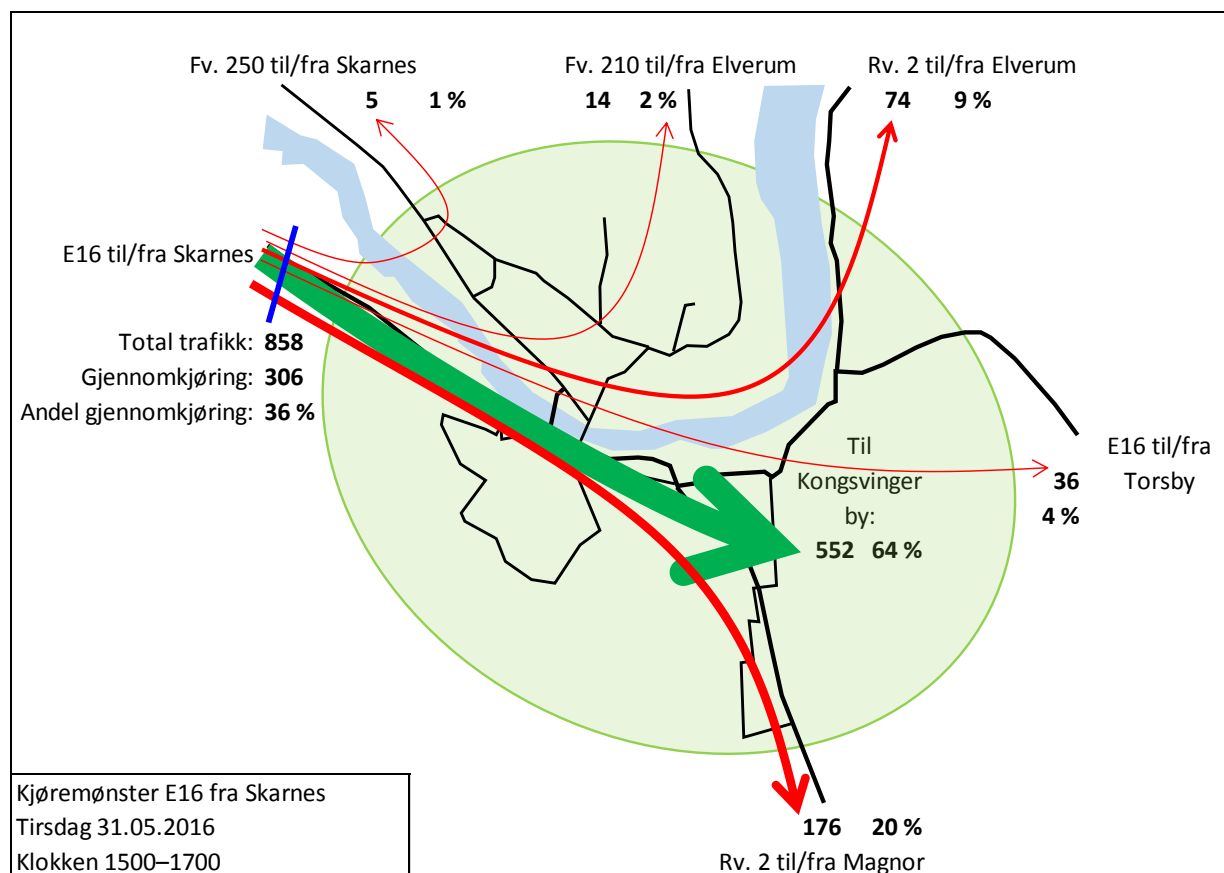 Fv. 250 til/fra Skarnes
5 1 %
Fv. 210 til/fra Elverum
14 2 %
Rv. 2 til/fra Elverum
74 9 %
E16 til/fra Skarnes
Total trafikk: 858
Gjennomkjøring: 306
Andel gjennomkjøring: 36 %
Til
Kongsvinger
by:
552 64 %
E16 til/fra
Torsby
36
4 %
176 20 %
Rv. 2 til/fra Magnor
Kjøremønster E16 fra Skarnes
Tirsdag 31.05.2016
Klokken 1500–1700